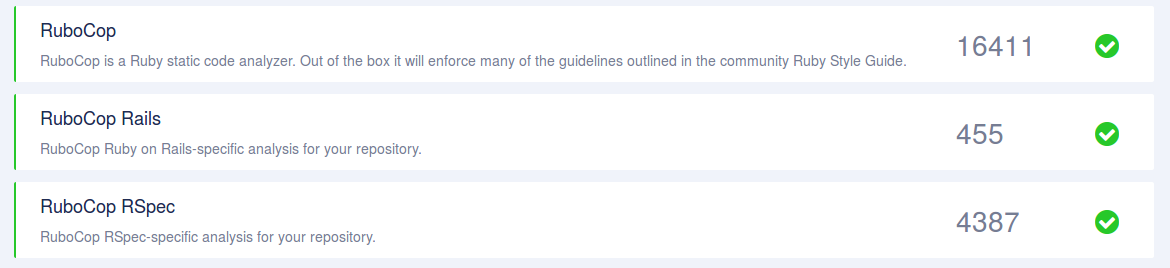 RuboCop
RuboCop is a Ruby static code analyzer. Out of the box it will enforce many of the guidelines outlined in the community Ruby Style Guide.
16411
RuboCop Rails
RuboCop Ruby on Rails-specific analysis for your repository.
455
RuboCop RSpec
RuboCop RSpec-specific analysis for your repository.
4387